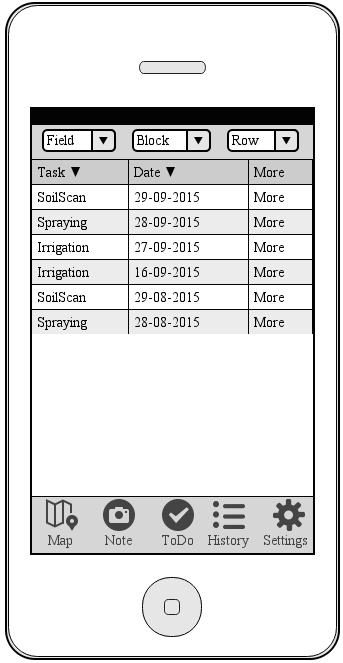 Field ▼ Block ▼ Row ▼
Task ▼ Date ▼ More
SoilScan 29-09-2015 More
Spraying 28-09-2015 More
Irrigation 27-09-2015 More
Irrigation 16-09-2015 More
SoilScan 29-08-2015 More
Spraying 28-08-2015 More
Map Note ToDo History Settings